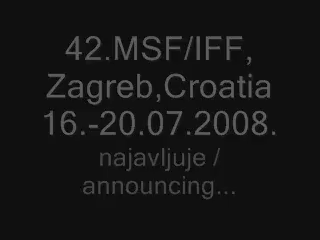 42.MSF/IFF,
Zagreb,Croatia
16.-20.07.2008.
najavljuje /
announcing...